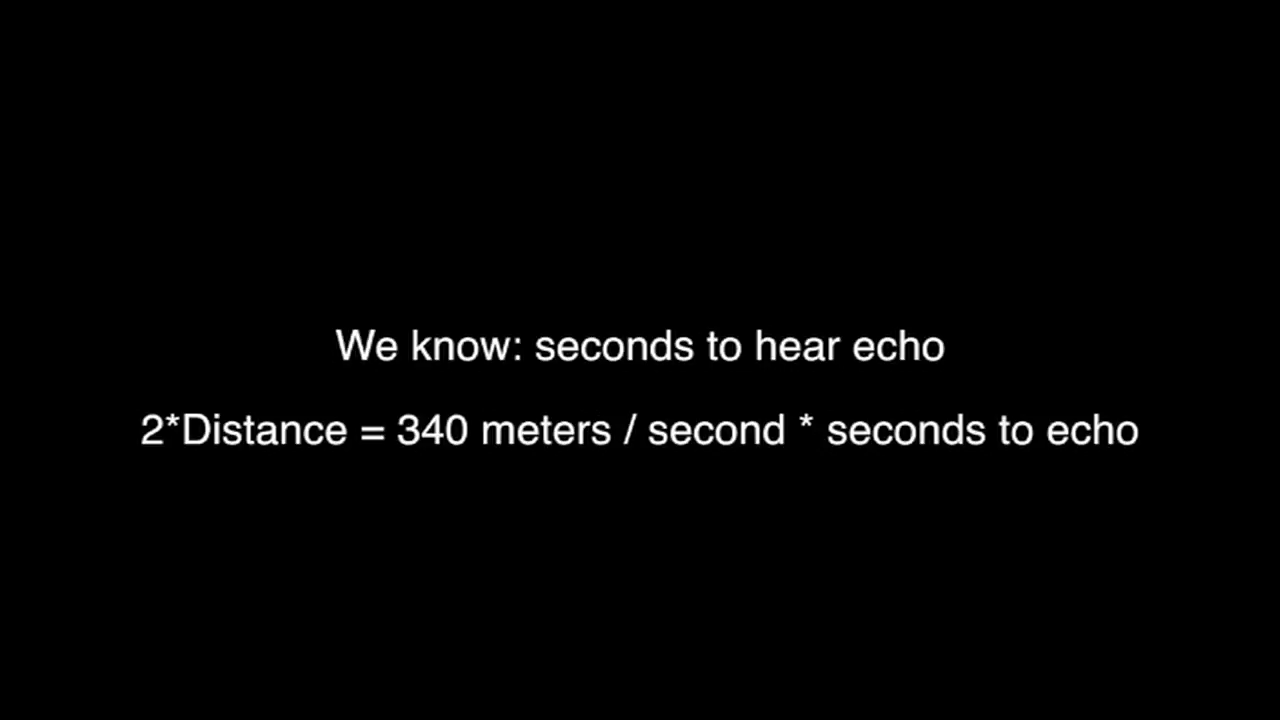 We know: seconds to hear echo
2*Distance = 340 meters / second * seconds to echo